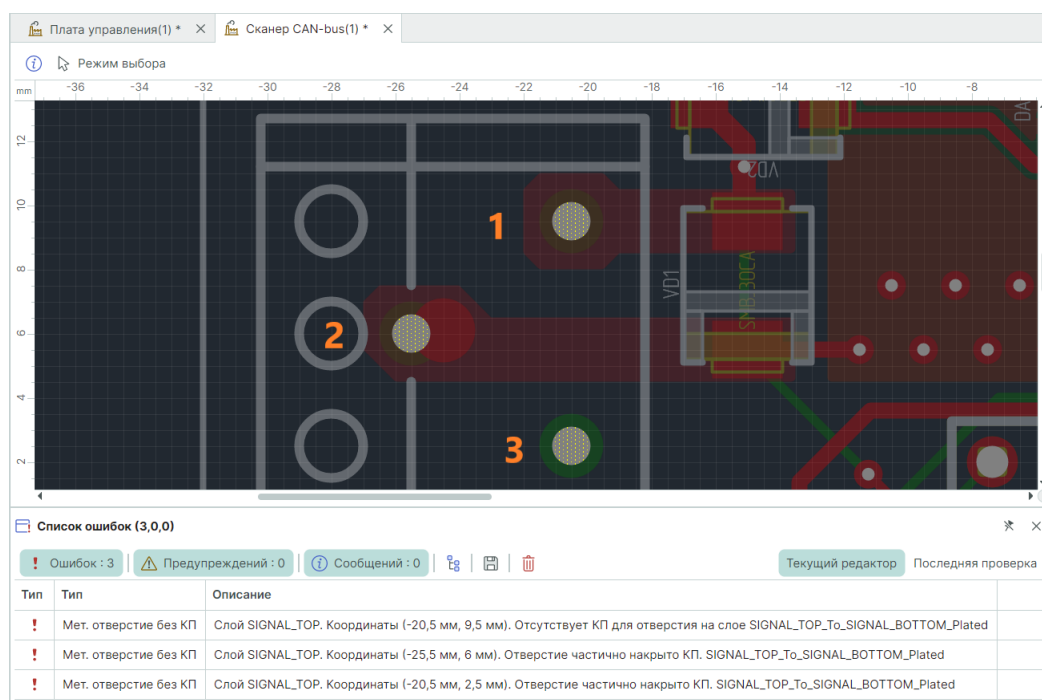 Плата управления(1) * Сканер CAN-bus(1) *
Режим выбора
mm -36 -34 -32 -30 -28 -26 -24 -22 -20 -18 -16 -14 -12 -10 -8
12
10
8
6
4
2
DA
VD2
1
VD1
SMB 30CA
2
3
Список ошибок (3,0,0)
Ошибок : 3 Предупреждений : 0 Сообщений : 0 Текущий редактор Последняя проверка
Тип Тип Описание
Мет. отверстие без КП Слой SIGNAL_TOP. Координаты (-20,5 мм, 9,5 мм). Отсутствует КП для отверстия на слое SIGNAL_TOP_To_SIGNAL_BOTTOM_Plated
Мет. отверстие без КП Слой SIGNAL_TOP. Координаты (-25,5 мм, 6 мм). Отверстие частично накрыто КП. SIGNAL_TOP_To_SIGNAL_BOTTOM_Plated
Мет. отверстие без КП Слой SIGNAL_TOP. Координаты (-20,5 мм, 2,5 мм). Отверстие частично накрыто КП. SIGNAL_TOP_To_SIGNAL_BOTTOM_Plated